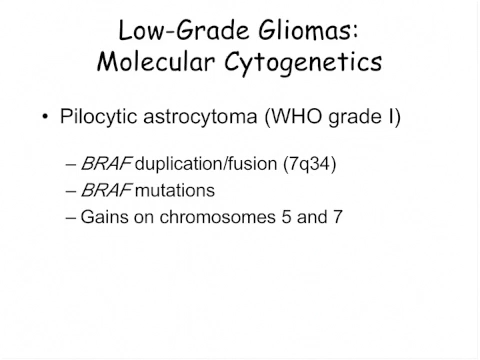 Low-Grade Gliomas:
Molecular Cytogenetics
• Pilocytic astrocytoma (WHO grade I)
– BRAF duplication/fusion (7q34)
– BRAF mutations
– Gains on chromosomes 5 and 7